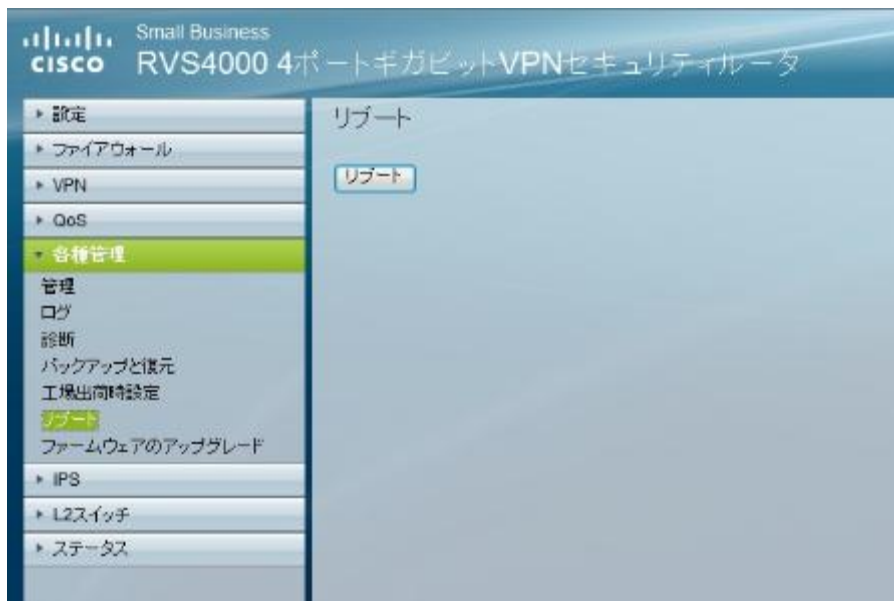 Small Business
CISCO RVS4000 4ポートギガビットVPNセキュリティルータ
設定
ファイアウォール
VPN
QoS
各種管理
管理
ログ
診断
バックアップと復元
工場出荷時設定
リブート
ファームウェアのアップグレード
IPS
L2スイッチ
ステータス
リブート
リブート